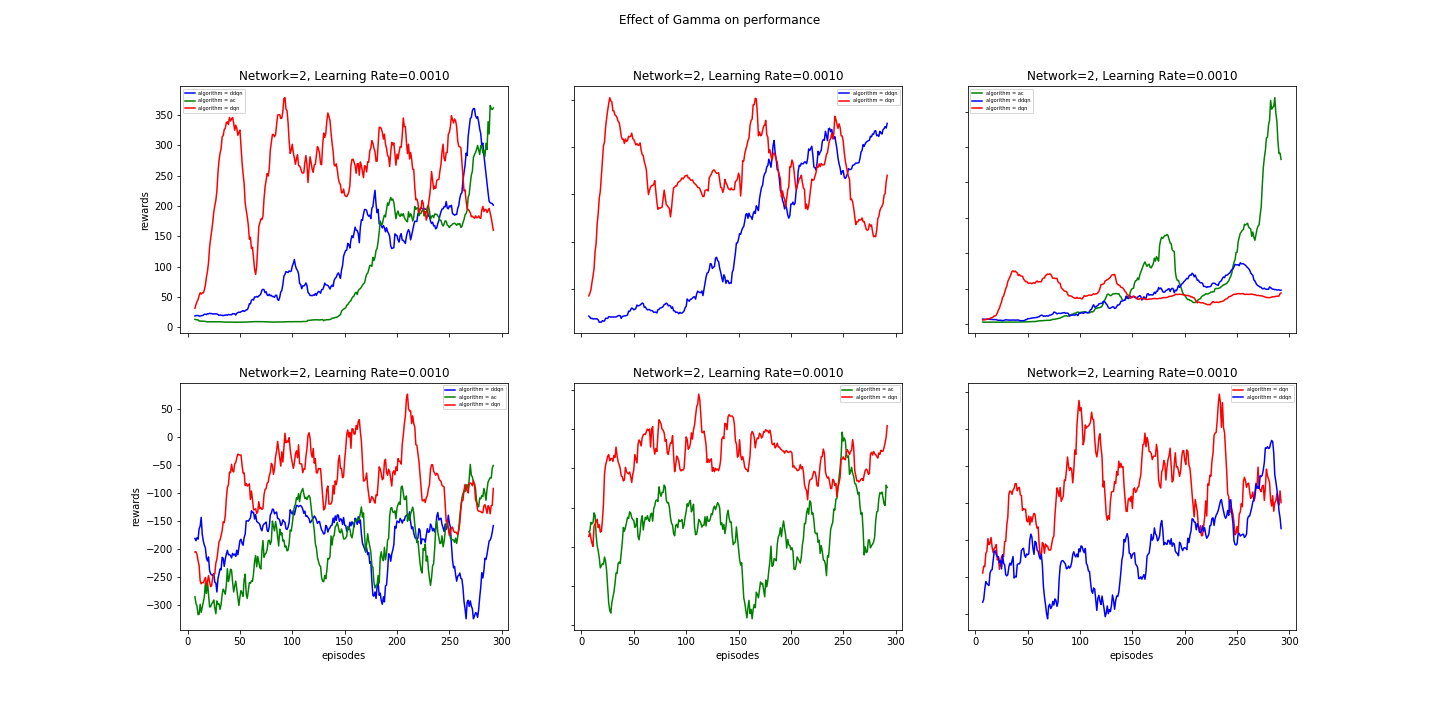 Effect of Gamma on performance
Network=2, Learning Rate=0.0010
Network=2, Learning Rate=0.0010
Network=2, Learning Rate=0.0010
algorithm = ddqn
algorithm = ac
algorithm = dqn
algorithm = ddqn
algorithm = dqn
algorithm = ac
algorithm = ddqn
algorithm = dqn
350
300
250
200
150
100
50
0
rewards
Network=2, Learning Rate=0.0010
Network=2, Learning Rate=0.0010
Network=2, Learning Rate=0.0010
algorithm = ddqn
algorithm = ac
algorithm = dqn
algorithm = ac
algorithm = dqn
algorithm = dqn
algorithm = ddqn
50
0
−50
−100
−150
−200
−250
−300
rewards
0 50 100 150 200 250 300
0 50 100 150 200 250 300
0 50 100 150 200 250 300
episodes
episodes
episodes